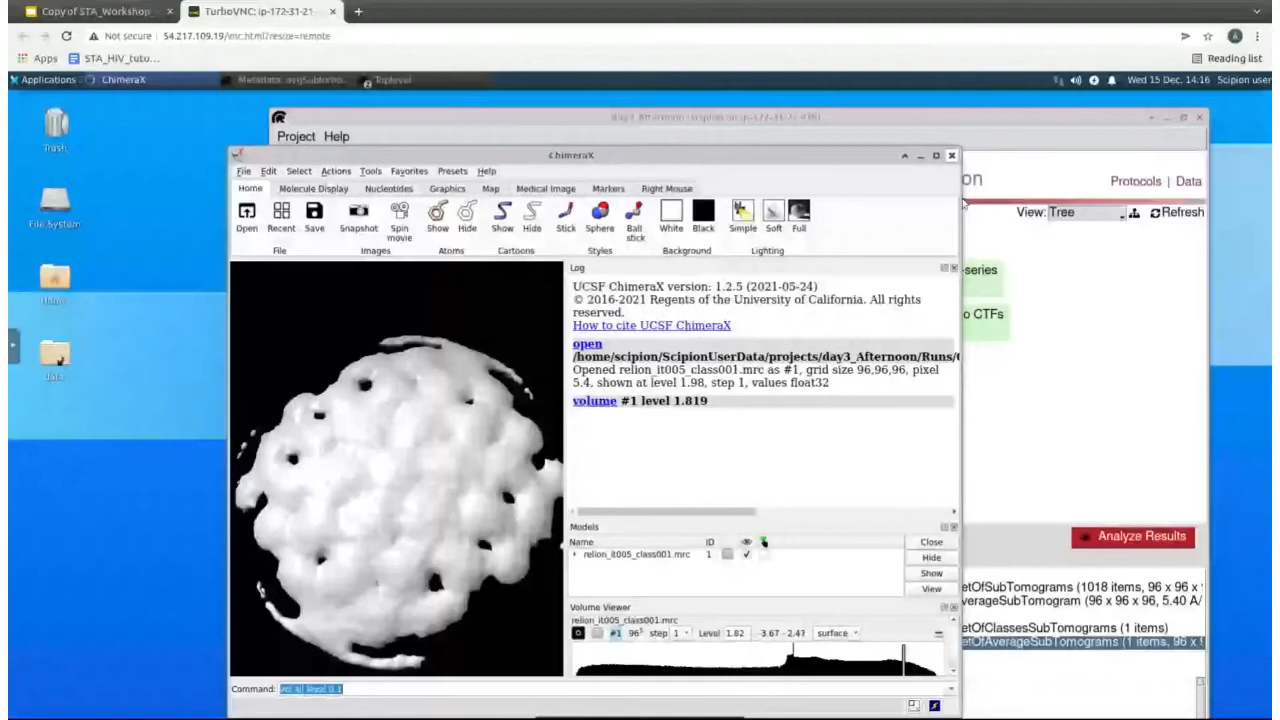 Copy of STA_Workshop
TurboVNC: ip-172-31-21-
Not secure
54.217.109.19/vnc.html?resize=remote
Apps
STA_HIV_tuto...
Reading list
Applications
ChimeraX
Toplevel
Wed 15 Dec, 14:16
Scipion user
Trash
File System
Home
data
Project Help
ChimeraX
File Edit Select Actions Tools Favorites Presets Help
Home Molecule Display Nucleotides Graphics Map Medical Image Markers Right Mouse
Open Recent Save Snapshot Spin movie Show Hide Show Hide Stick Sphere Ball stick White Black Simple Soft Full
File Images Atoms Cartoons Styles Background Lighting
on
Protocols | Data
View: Tree
Refresh
-series
o CTFs
Log
UCSF ChimeraX version: 1.2.5 (2021-05-24)
© 2016-2021 Regents of the University of California. All rights
reserved.
How to cite UCSF ChimeraX
open
/home/scipion/ScipionUserData/projects/day3_Afternoon/Runs/
Opened relion_it005_class001.mrc as #1, grid size 96,96,96, pixel
5.4, shown at level 1.98, step 1, values float32
volume #1 level 1.819
Models
Name ID
relion_it005_class001.mrc 1
Close
Hide
Show
View
Volume Viewer
relion_it005_class001.mrc
#1 96³ step 1 Level 1.82 -3.67 - 2.47 surface
Command:
Analyze Results
etOfSubTomograms (1018 items, 96 x 96 x
verageSubTomogram (96 x 96 x 96, 5.40 A/
etOfClassesSubTomograms (1 items)
etOfAverageSubTomograms (1 items, 96 x 9